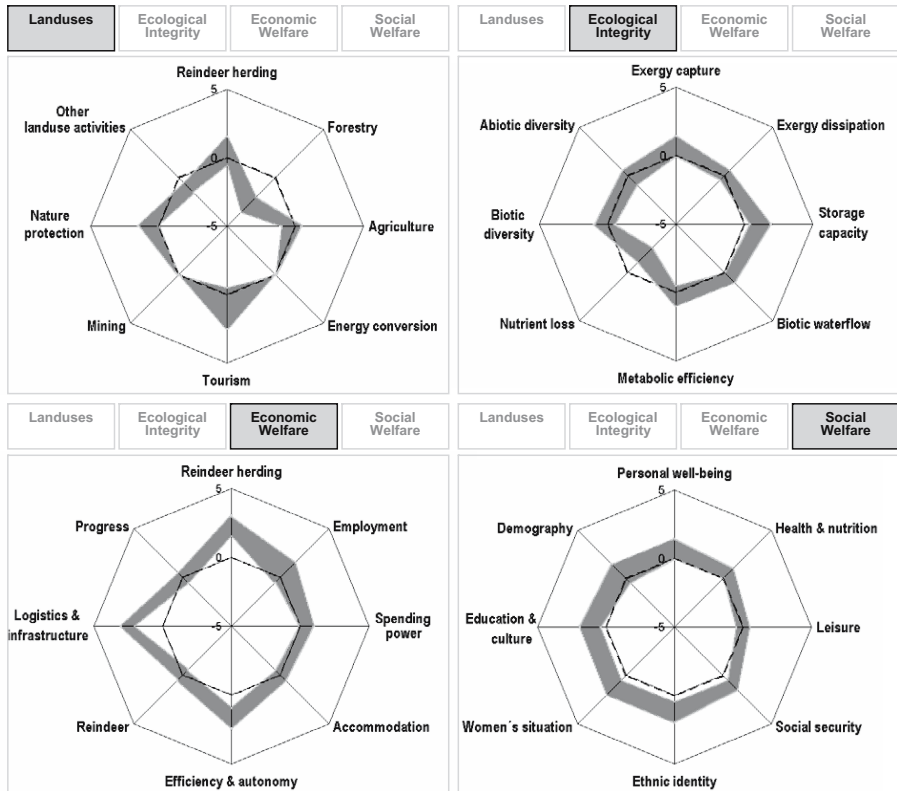 Landuses
Ecological
Integrity
Economic
Welfare
Social
Welfare
Reindeer herding
5
Other
landuse activities
Forestry
0
Nature
protection
-5
Agriculture
Mining
Energy conversion
Tourism
Landuses
Ecological
Integrity
Economic
Welfare
Social
Welfare
Exergy capture
5
Abiotic diversity
Exergy dissipation
0
Biotic
diversity
-5
Storage
capacity
Nutrient loss
Biotic waterflow
Metabolic efficiency
Landuses
Ecological
Integrity
Economic
Welfare
Social
Welfare
Reindeer herding
5
Progress
Employment
0
Logistics &
infrastructure
-5
Spending
power
Reindeer
Accommodation
Efficiency & autonomy
Landuses
Ecological
Integrity
Economic
Welfare
Social
Welfare
Personal well-being
5
Demography
Health & nutrition
0
Education &
culture
-5
Leisure
Women´s situation
Social security
Ethnic identity